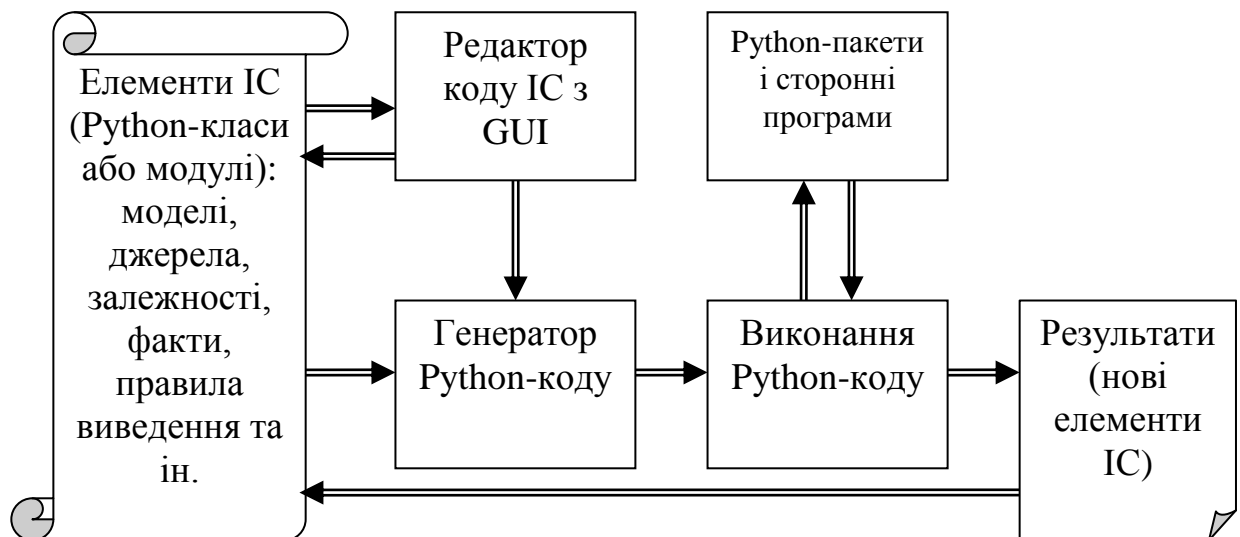 Елементи ІС
(Python-класи
або модулі):
моделі,
джерела,
залежності,
факти,
правила
виведення та
ін.
Редактор
коду ІС з
GUI
Python-пакети
і сторонні
програми
Генератор
Python-коду
Виконання
Python-коду
Результати
(нові
елементи
ІС)